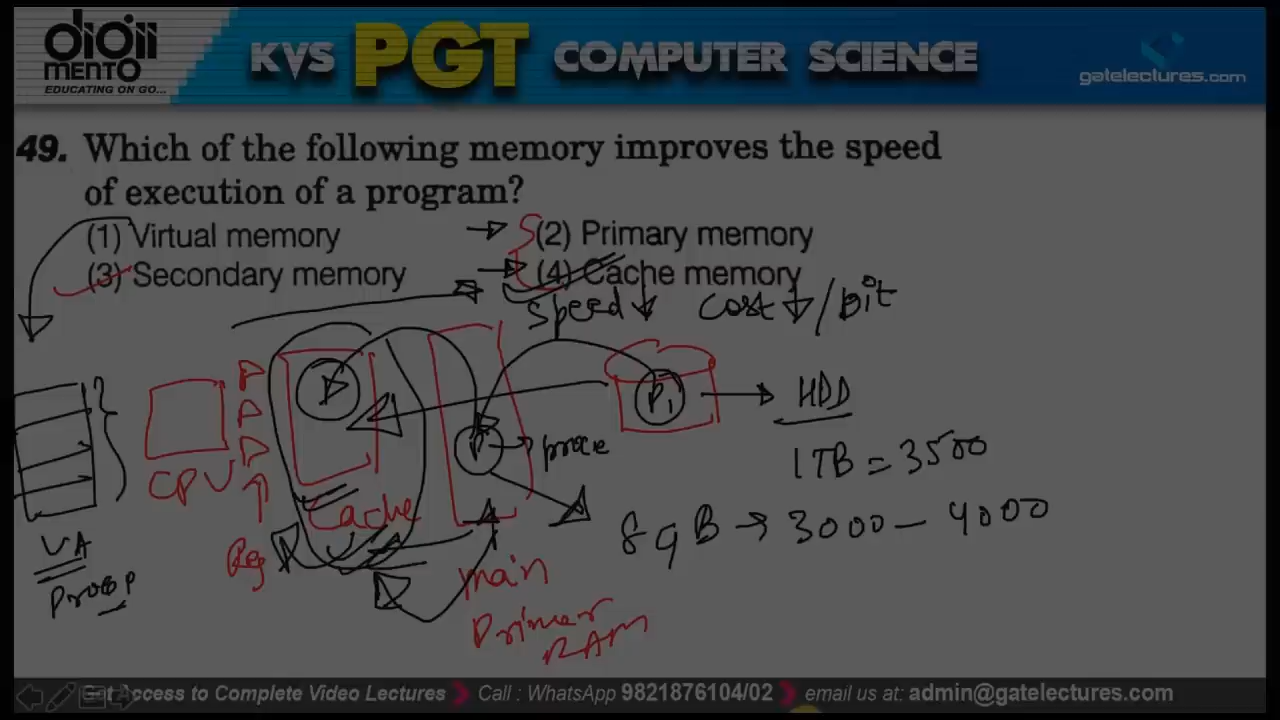 digii
MENTO
EDUCATING ON GO...
KVS PGT COMPUTER SCIENCE
gatelectures.com
49. Which of the following memory improves the speed
of execution of a program?
(1) Virtual memory
(2) Primary memory
(3) Secondary memory
(4) Cache memory
speed ↓ cost ↓ / bit
P
P1
HDD
P
proce
1TB = 3500
CPU
Cache
8GB → 3000 - 4000
VA
Reg
main
Primer
RAM
Get Access to Complete Video Lectures
Call : WhatsApp 9821876104/02
email us at: admin@gatelectures.com